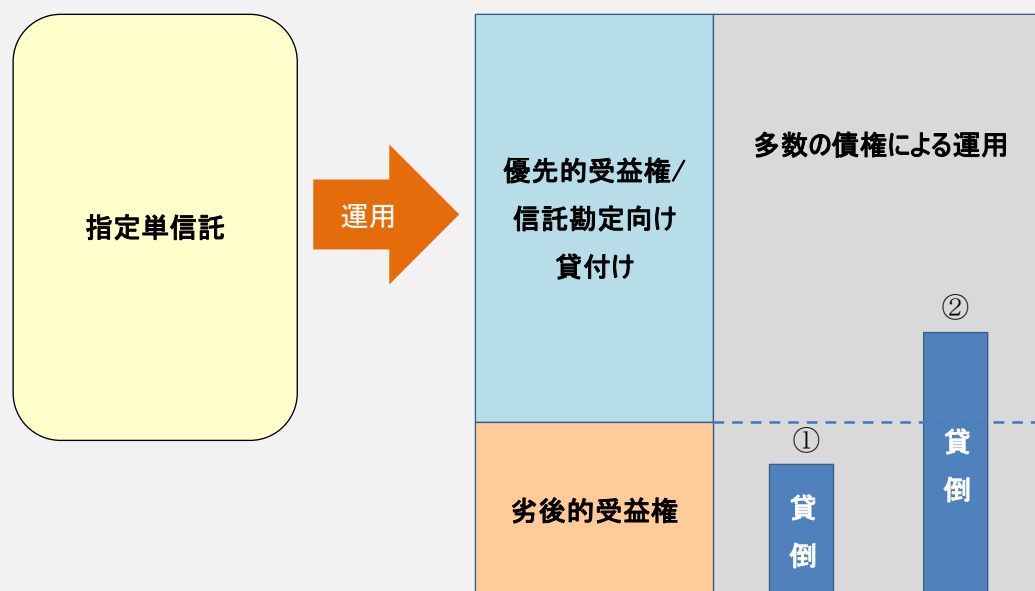 指定単信託
運用
優先的受益権/
信託勘定向け
貸付け
劣後的受益権
多数の債権による運用
①
貸
倒
②
貸
倒